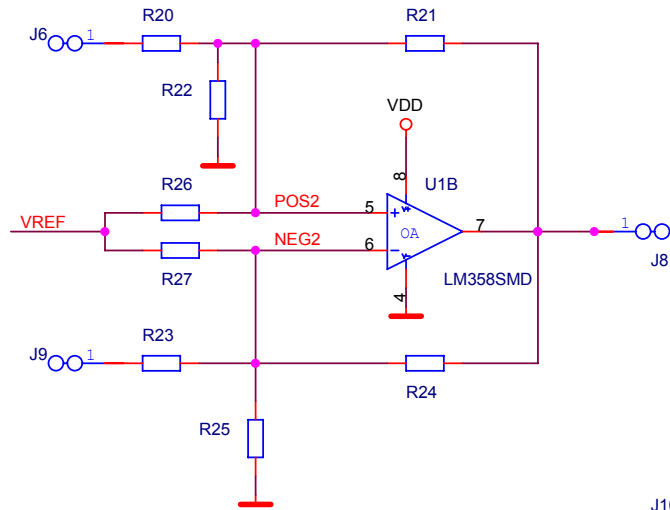 R20
R21
J6
1
R22
VDD
8
U1B
R26
POS2
5
+
V+
7
VREF
1
NEG2
6
-
OA
V-
J8
R27
LM358SMD
4
R23
J9
1
R24
R25